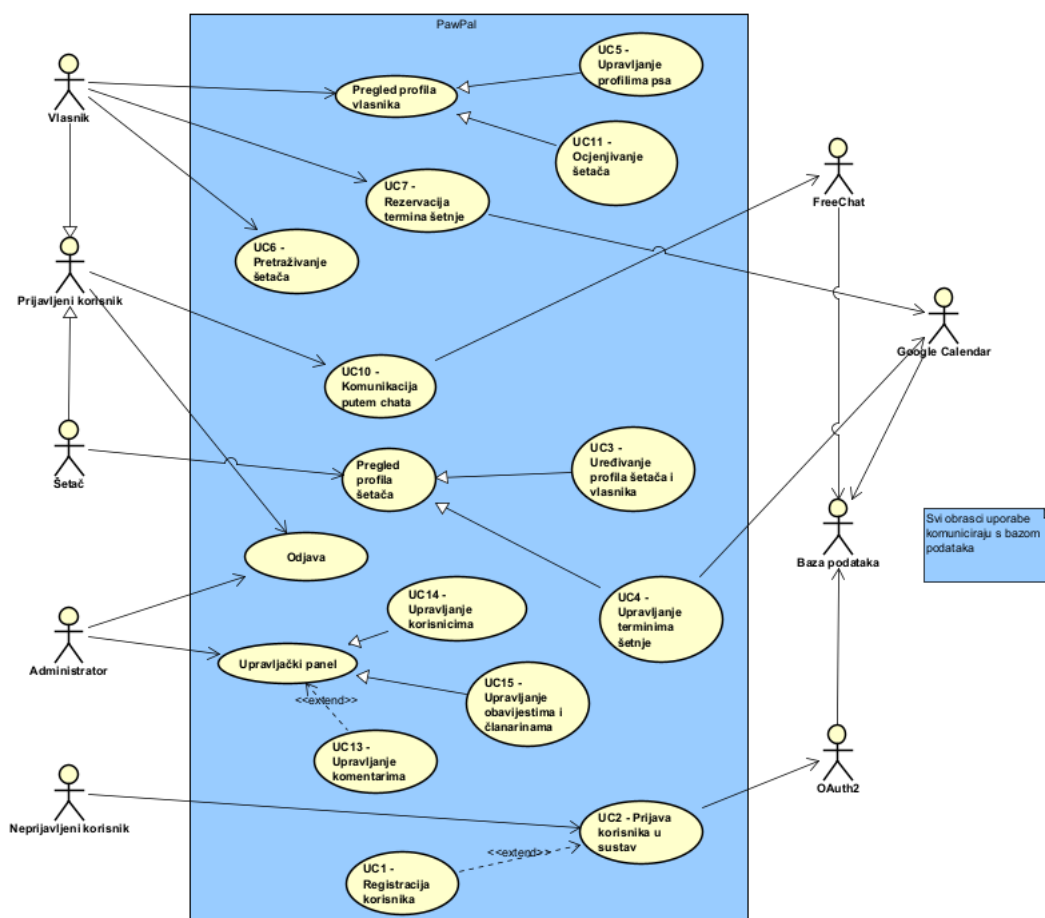 PawPal
Vlasnik
Pregled profila
vlasnika
UC5 -
Upravljanje
profilima psa
UC11 -
Ocjenjivanje
šetača
UC7 -
Rezervacija
termina šetnje
FreeChat
UC6 -
Pretraživanje
šetača
Prijavljeni korisnik
Google Calendar
UC10 -
Komunikacija
putem chata
Šetač
Pregled
profila
šetača
UC3 -
Uređivanje
profila šetača i
vlasnika
Baza podataka
Svi obrasci uporabe
komuniciraju s bazom
podataka
Odjava
UC14 -
Upravljanje
korisnicima
UC4 -
Upravljanje
terminima
šetnje
Administrator
Upravljački panel
<<extend>>
UC15 -
Upravljanje
obavijestima i
članarinama
UC13 -
Upravljanje
komentarima
OAuth2
Neprijavljeni korisnik
UC2 - Prijava
korisnika u
sustav
<<extend>>
UC1 -
Registracija
korisnika